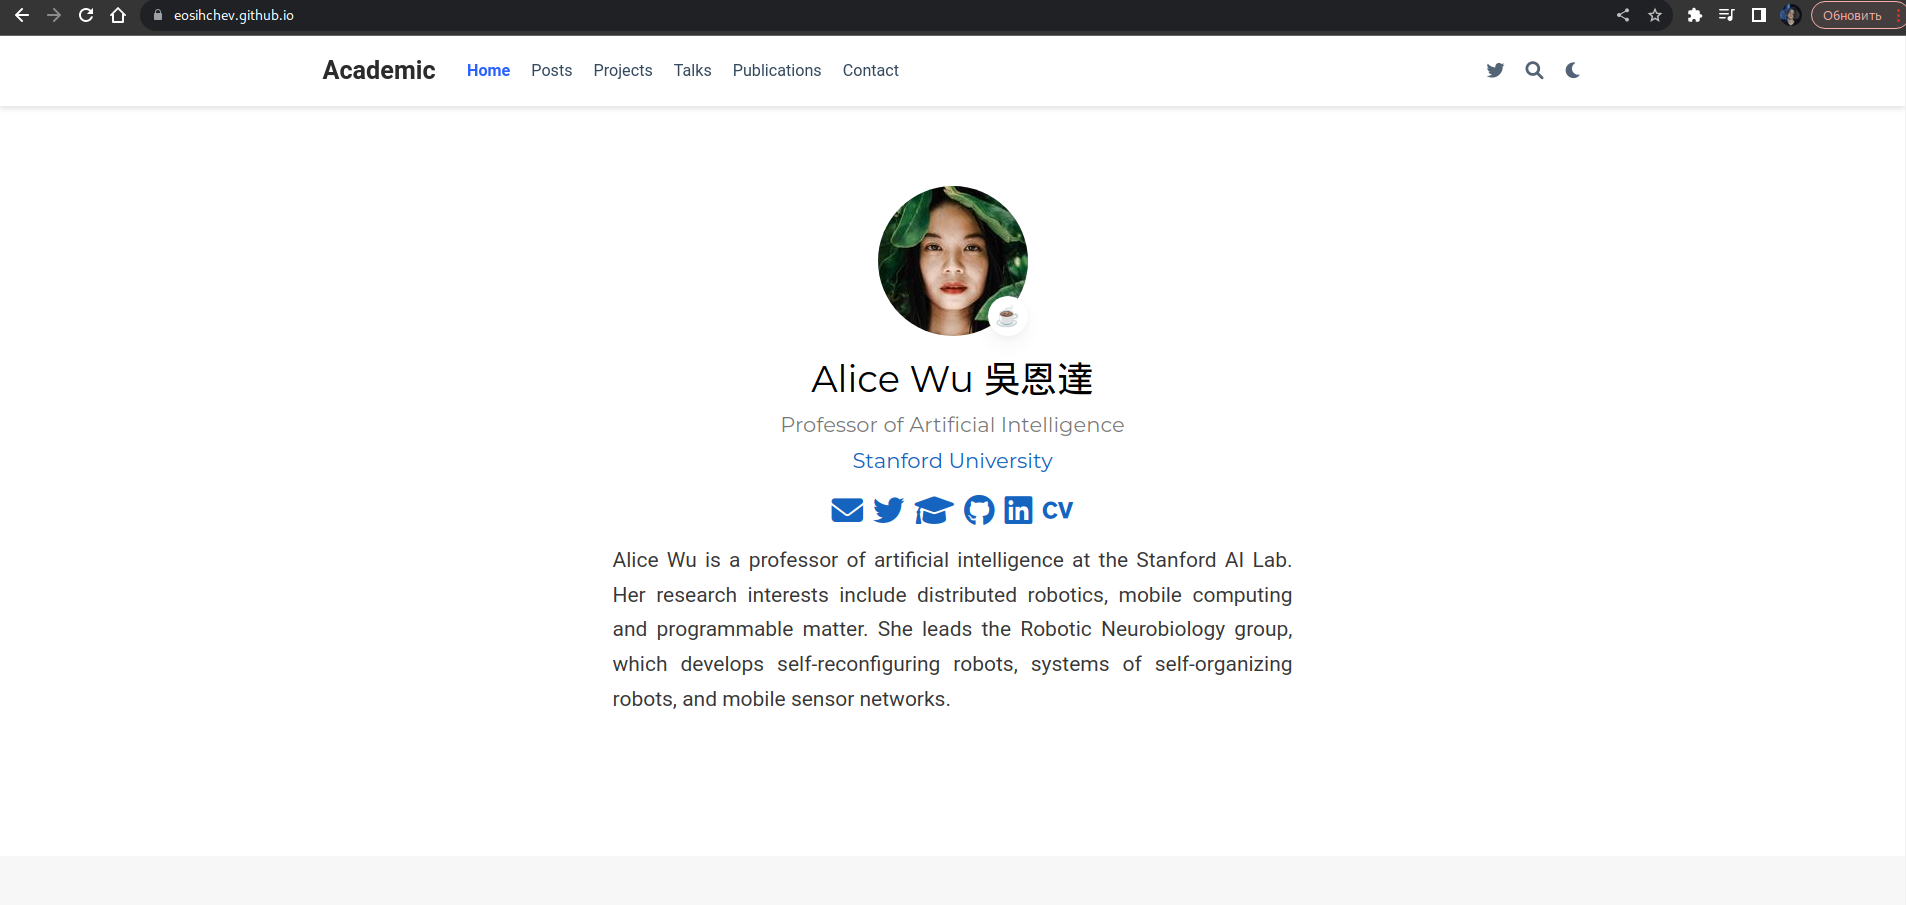 eosihchev.github.io
Обновить
Academic Home Posts Projects Talks Publications Contact
Alice Wu 吳恩達
Professor of Artificial Intelligence
Stanford University
CV
Alice Wu is a professor of artificial intelligence at the Stanford AI Lab.
Her research interests include distributed robotics, mobile computing
and programmable matter. She leads the Robotic Neurobiology group,
which develops self-reconfiguring robots, systems of self-organizing
robots, and mobile sensor networks.